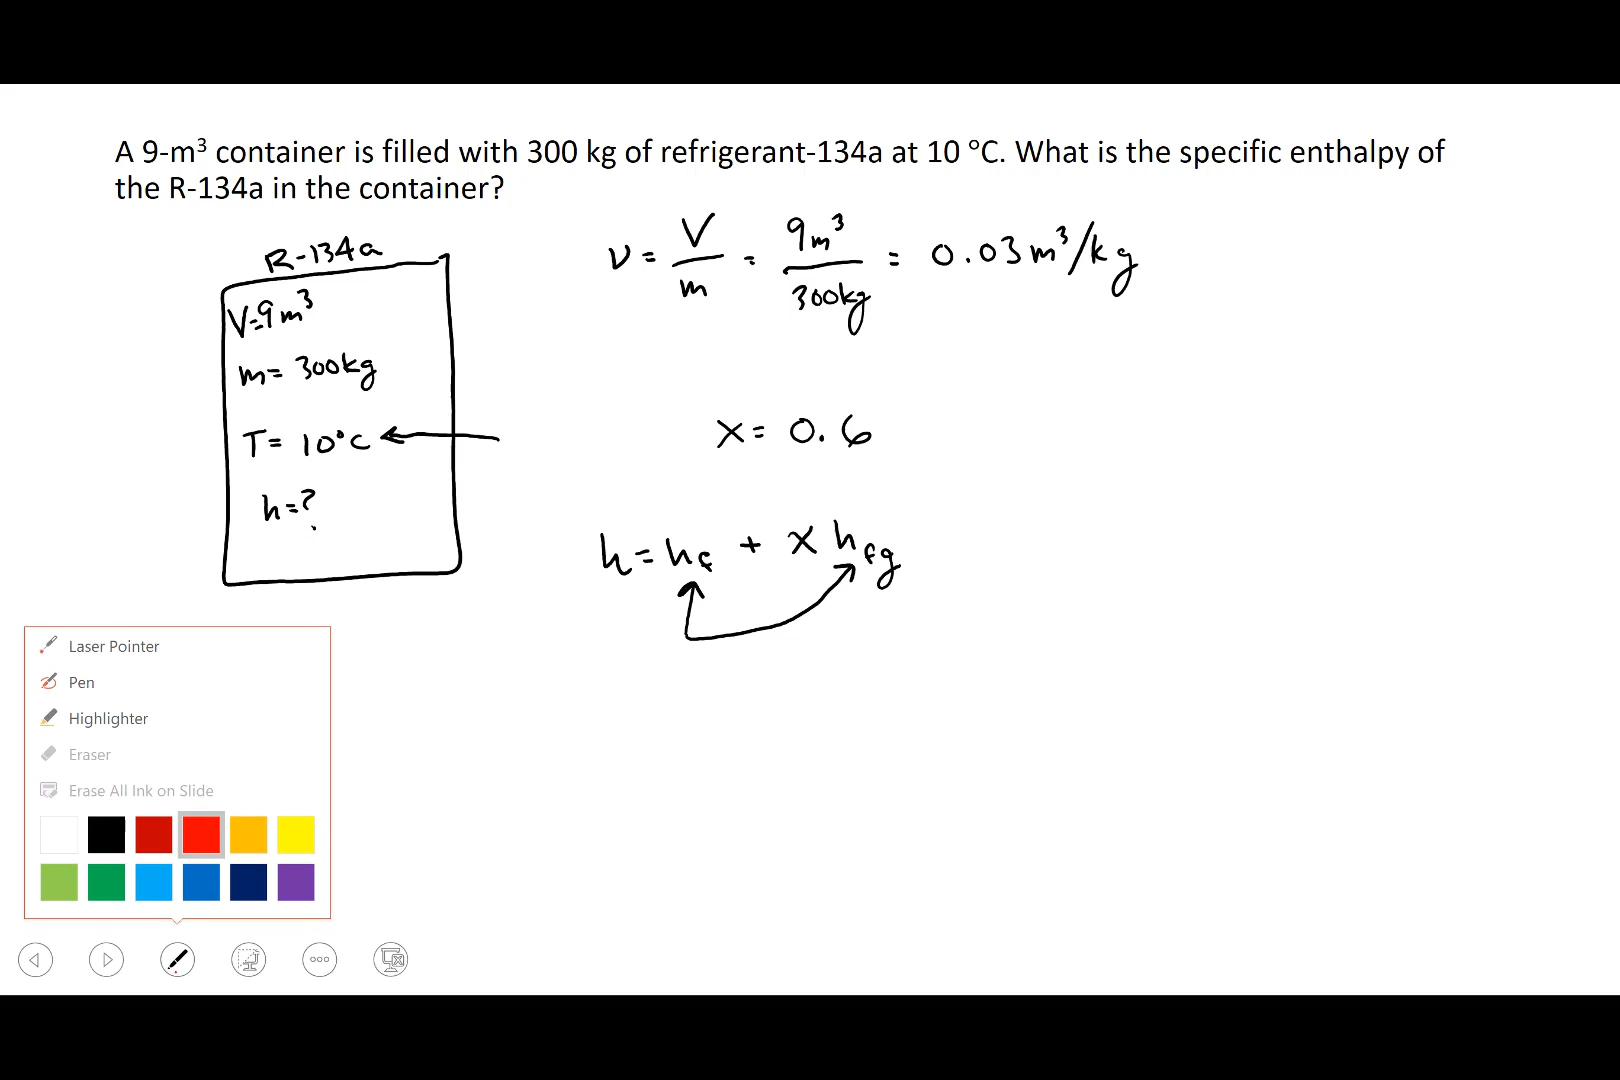 A 9-m³ container is filled with 300 kg of refrigerant-134a at 10 °C. What is the specific enthalpy of
the R-134a in the container?
R-134a
V=9m³
m= 300kg
T= 10°C
h=?
ν = V/m = 9m³/300kg = 0.03m³/kg
x= 0.6
h=hf + x hfg
Laser Pointer
Pen
Highlighter
Eraser
Erase All Ink on Slide